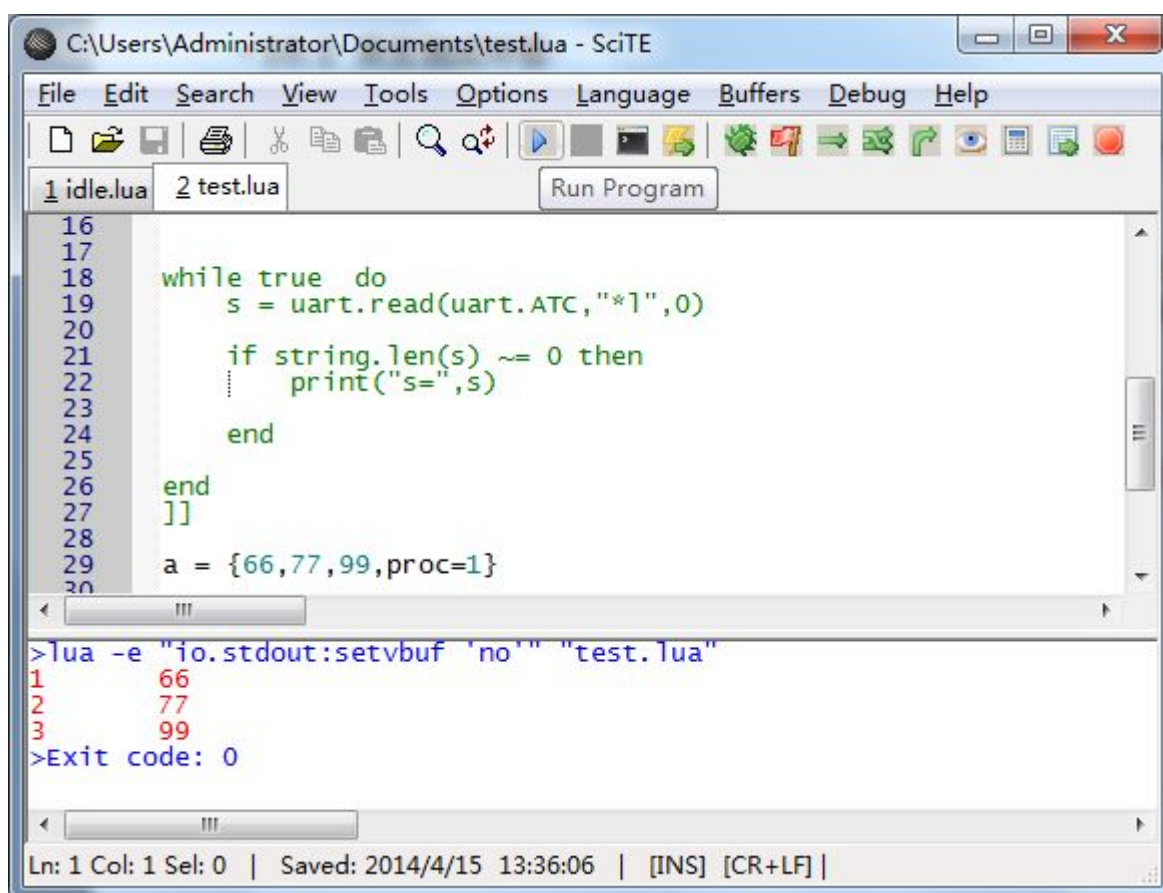 C:\Users\Administrator\Documents\test.lua - SciTE
File Edit Search View Tools Options Language Buffers Debug Help
1 idle.lua 2 test.lua Run Program
16
17
18 while true  do
19     s = uart.read(uart.ATC,"*l",0)
20
21     if string.len(s) ~= 0 then
22         print("s=",s)
23
24     end
25
26 end
27 ]]
28
29 a = {66,77,99,proc=1}
30
>lua -e "io.stdout:setvbuf 'no'" "test.lua"
1 66
2 77
3 99
>Exit code: 0
Ln: 1 Col: 1 Sel: 0 | Saved: 2014/4/15 13:36:06 | [INS] [CR+LF] |